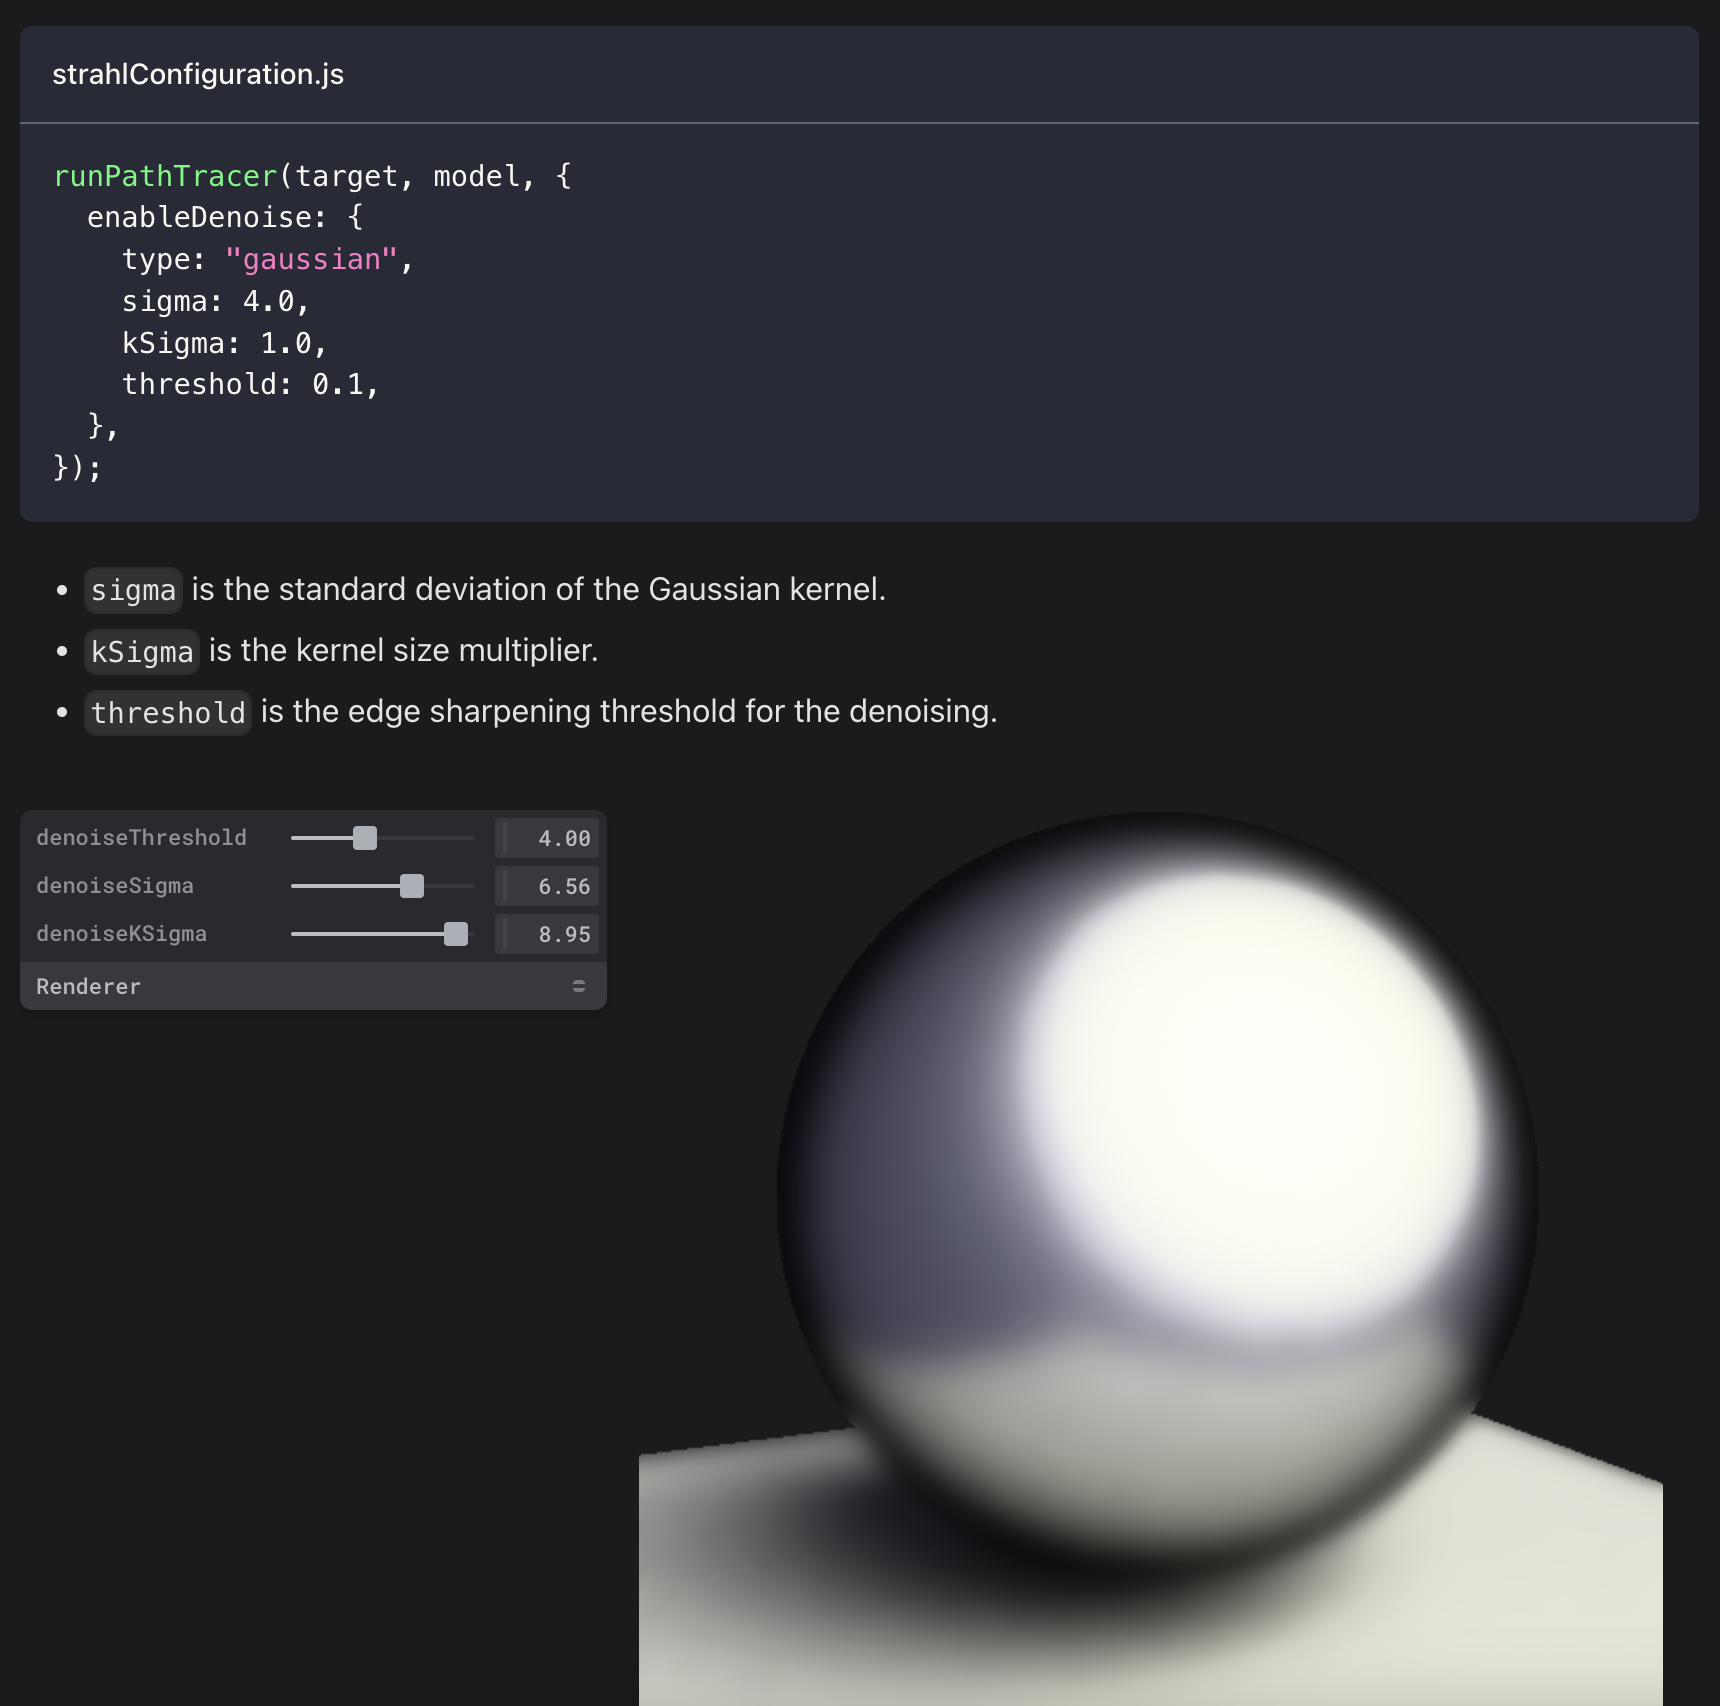 strahlConfiguration.js
runPathTracer(target, model, {
  enableDenoise: {
    type: "gaussian",
    sigma: 4.0,
    kSigma: 1.0,
    threshold: 0.1,
  },
});
• sigma is the standard deviation of the Gaussian kernel.
• kSigma is the kernel size multiplier.
• threshold is the edge sharpening threshold for the denoising.
denoiseThreshold 4.00
denoiseSigma 6.56
denoiseKSigma 8.95
Renderer